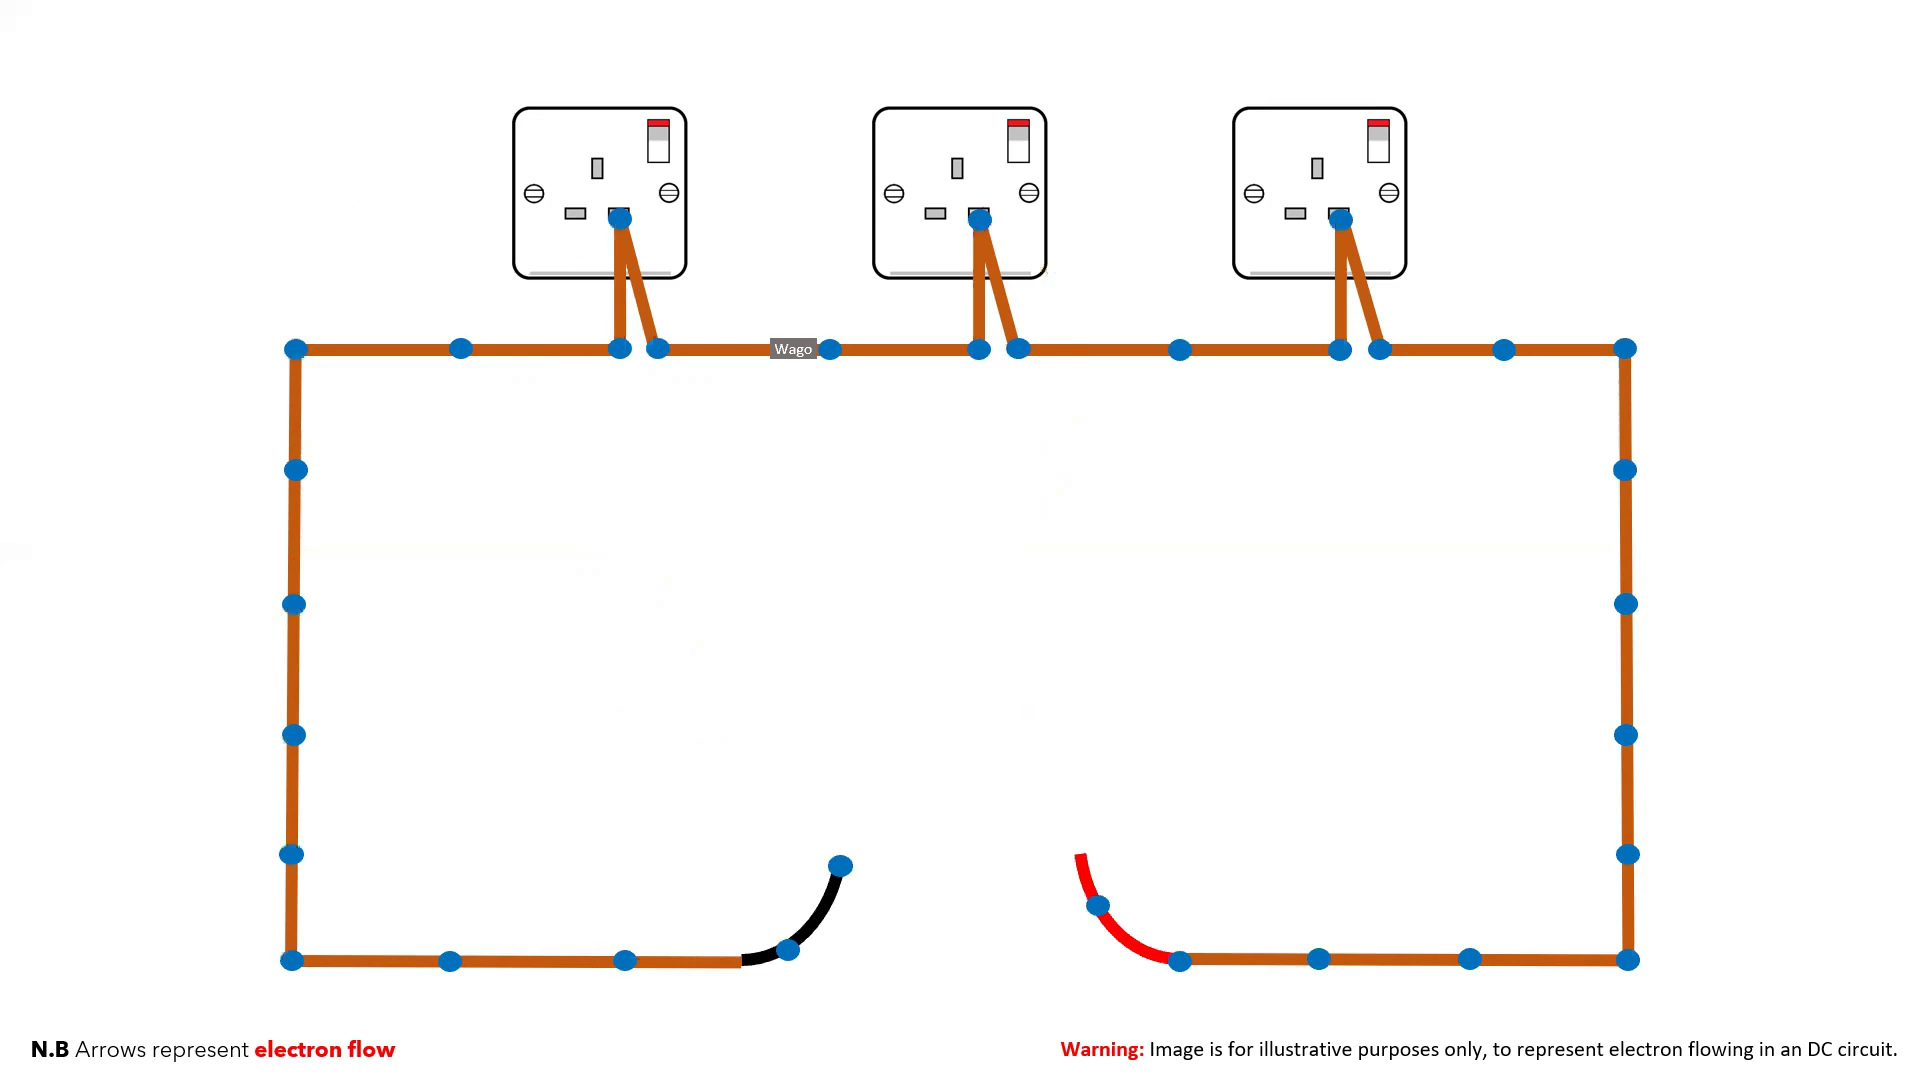 Wago
N.B Arrows represent electron flow
Warning: Image is for illustrative purposes only, to represent electron flowing in an DC circuit.